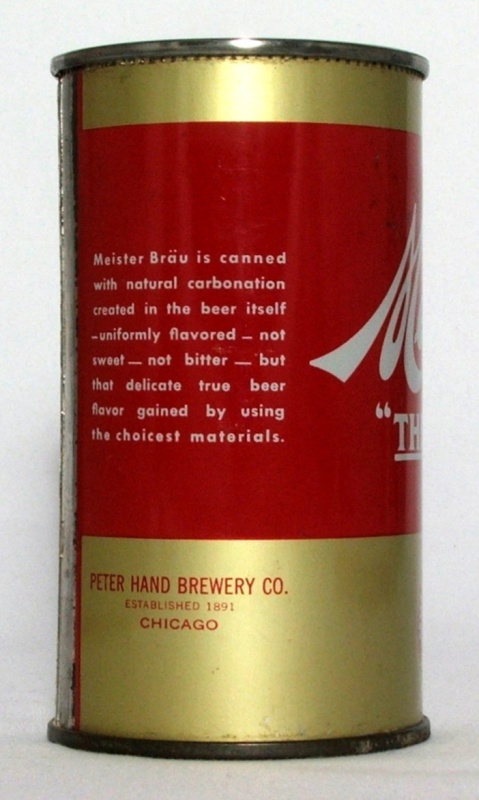 Meister Bräu is canned
with natural carbonation
created in the beer itself
—uniformly flavored — not
sweet — not bitter — but
that delicate true beer
flavor gained by using
the choicest materials.
"TH
PETER HAND BREWERY CO.
ESTABLISHED 1891
CHICAGO